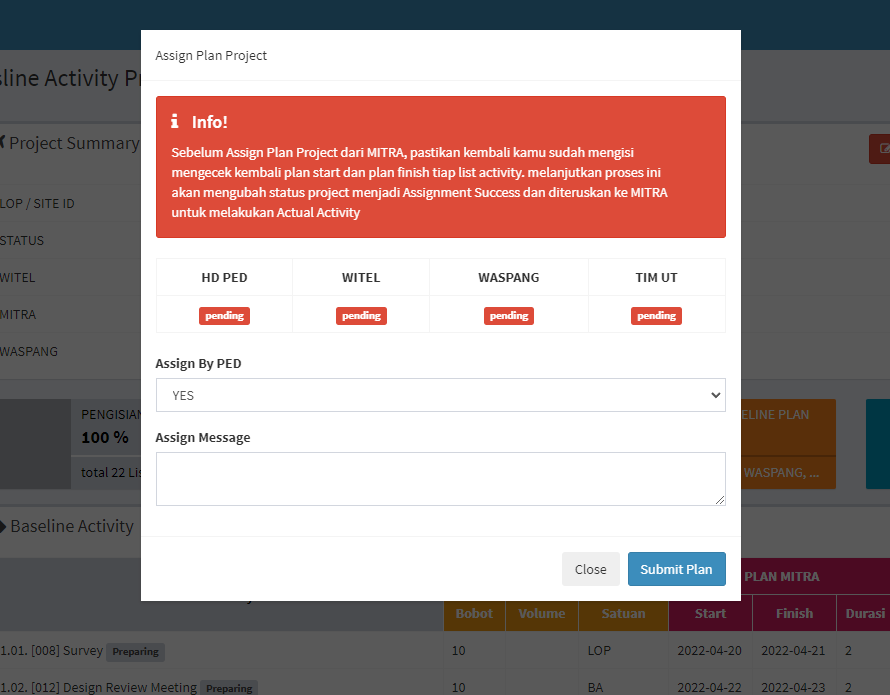 sline Activity P
Assign Plan Project
Info!
Sebelum Assign Plan Project dari MITRA, pastikan kembali kamu sudah mengisi
mengecek kembali plan start dan plan finish tiap list activity. melanjutkan proses ini
akan mengubah status project menjadi Assignment Success dan diteruskan ke MITRA
untuk melakukan Actual Activity
Project Summary
LOP / SITE ID
STATUS
WITEL
MITRA
WASPANG
HD PED WITEL WASPANG TIM UT
pending pending pending pending
Assign By PED
YES
Assign Message
Close Submit Plan
PENGISIAN
100 %
total 22 Lis
ELINE PLAN
WASPANG, ...
Baseline Activity
PLAN MITRA
Bobot Volume Satuan Start Finish Durasi
1.01. [008] Survey Preparing 10 LOP 2022-04-20 2022-04-21 2
1.02. [012] Design Review Meeting Preparing 10 BA 2022-04-22 2022-04-23 2